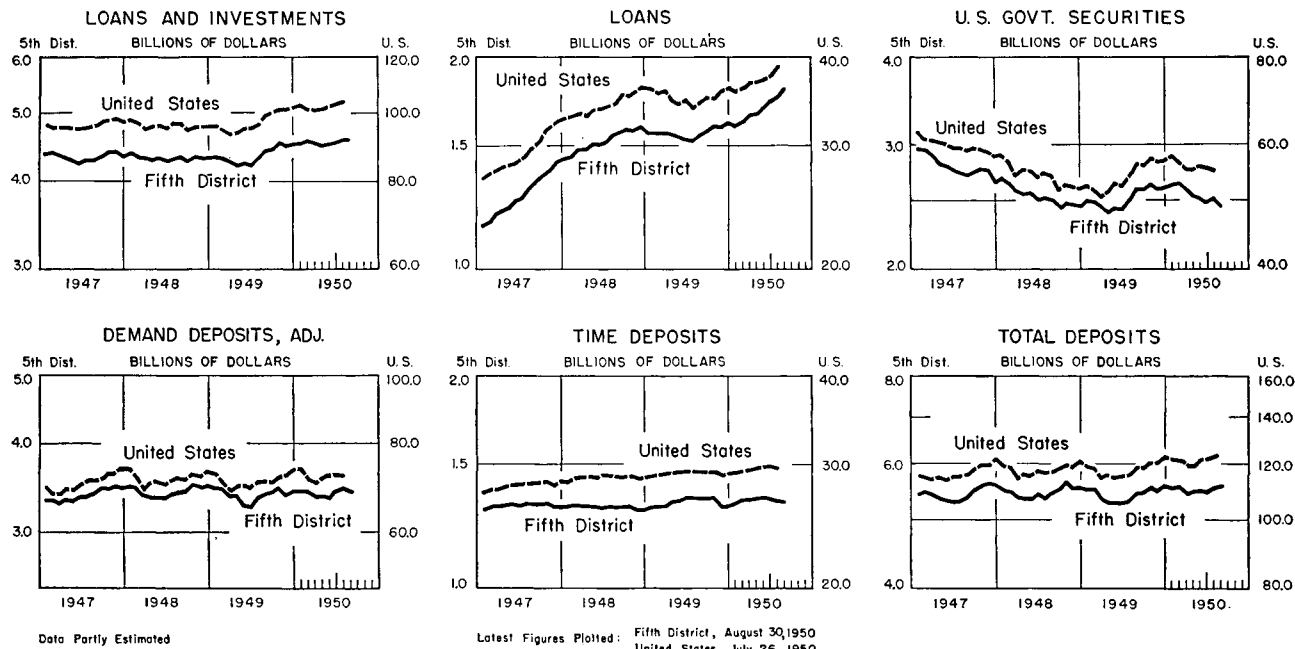 LOANS AND INVESTMENTS
5th Dist. BILLIONS OF DOLLARS U.S.
6.0 120.0
United States
5.0 100.0
Fifth District
4.0 80.0
3.0 60.0
1947 1948 1949 1950
LOANS
5th Dist. BILLIONS OF DOLLARS U.S.
2.0 40.0
United States
1.5 30.0
Fifth District
1.0 20.0
1947 1948 1949 1950
U.S. GOVT. SECURITIES
5th Dist. BILLIONS OF DOLLARS U.S.
4.0 80.0
United States
3.0 60.0
Fifth District
2.0 40.0
1947 1948 1949 1950
DEMAND DEPOSITS, ADJ.
5th Dist. BILLIONS OF DOLLARS U.S.
5.0 100.0
4.0 80.0
United States
Fifth District
3.0 60.0
1947 1948 1949 1950
TIME DEPOSITS
5th Dist. BILLIONS OF DOLLARS U.S.
2.0 40.0
United States
1.5 30.0
Fifth District
1.0 20.0
1947 1948 1949 1950
TOTAL DEPOSITS
5th Dist. BILLIONS OF DOLLARS U.S.
8.0 160.0
140.0
United States
6.0 120.0
Fifth District
100.0
4.0 80.0
1947 1948 1949 1950.
Data Partly Estimated
Latest Figures Plotted: Fifth District, August 30, 1950
United States, July 26, 1950